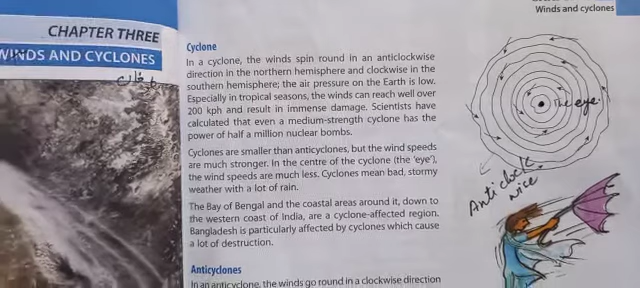 Winds and cyclones
CHAPTER THREE
WINDS AND CYCLONES
Cyclone
In a cyclone, the winds spin round in an anticlockwise
direction in the northern hemisphere and clockwise in the
southern hemisphere; the air pressure on the Earth is low.
Especially in tropical seasons, the winds can reach well over
200 kph and result in immense damage. Scientists have
calculated that even a medium-strength cyclone has the
power of half a million nuclear bombs.
Cyclones are smaller than anticyclones, but the wind speeds
are much stronger. In the centre of the cyclone (the ‘eye’),
the wind speeds are much less. Cyclones mean bad, stormy
weather with a lot of rain.
The Bay of Bengal and the coastal areas around it, down to
the western coast of India, are a cyclone-affected region.
Bangladesh is particularly affected by cyclones which cause
a lot of destruction.
Anticyclones
In an anticyclone, the winds go round in a clockwise direction
The eye.
Anticlock
wice